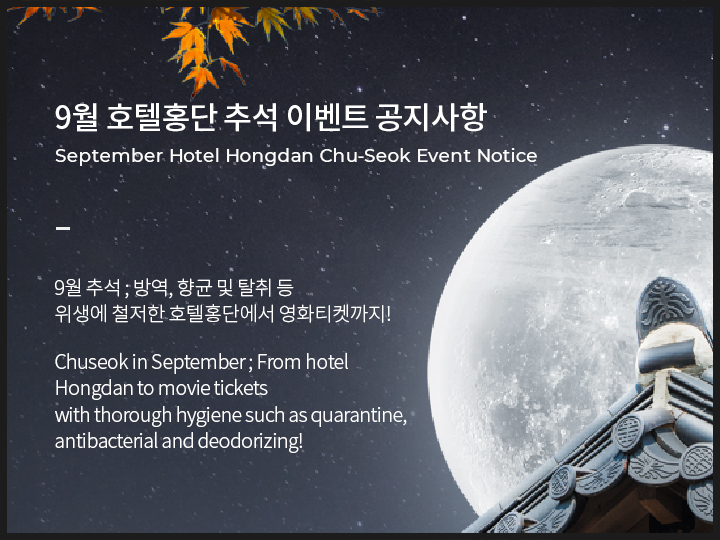 9월 호텔홍단 추석 이벤트 공지사항
September Hotel Hongdan Chu-Seok Event Notice
9월 추석 ; 방역, 향균 및 탈취 등
위생에 철저한 호텔홍단에서 영화티켓까지!
Chuseok in September ; From hotel
Hongdan to movie tickets
with thorough hygiene such as quarantine,
antibacterial and deodorizing!